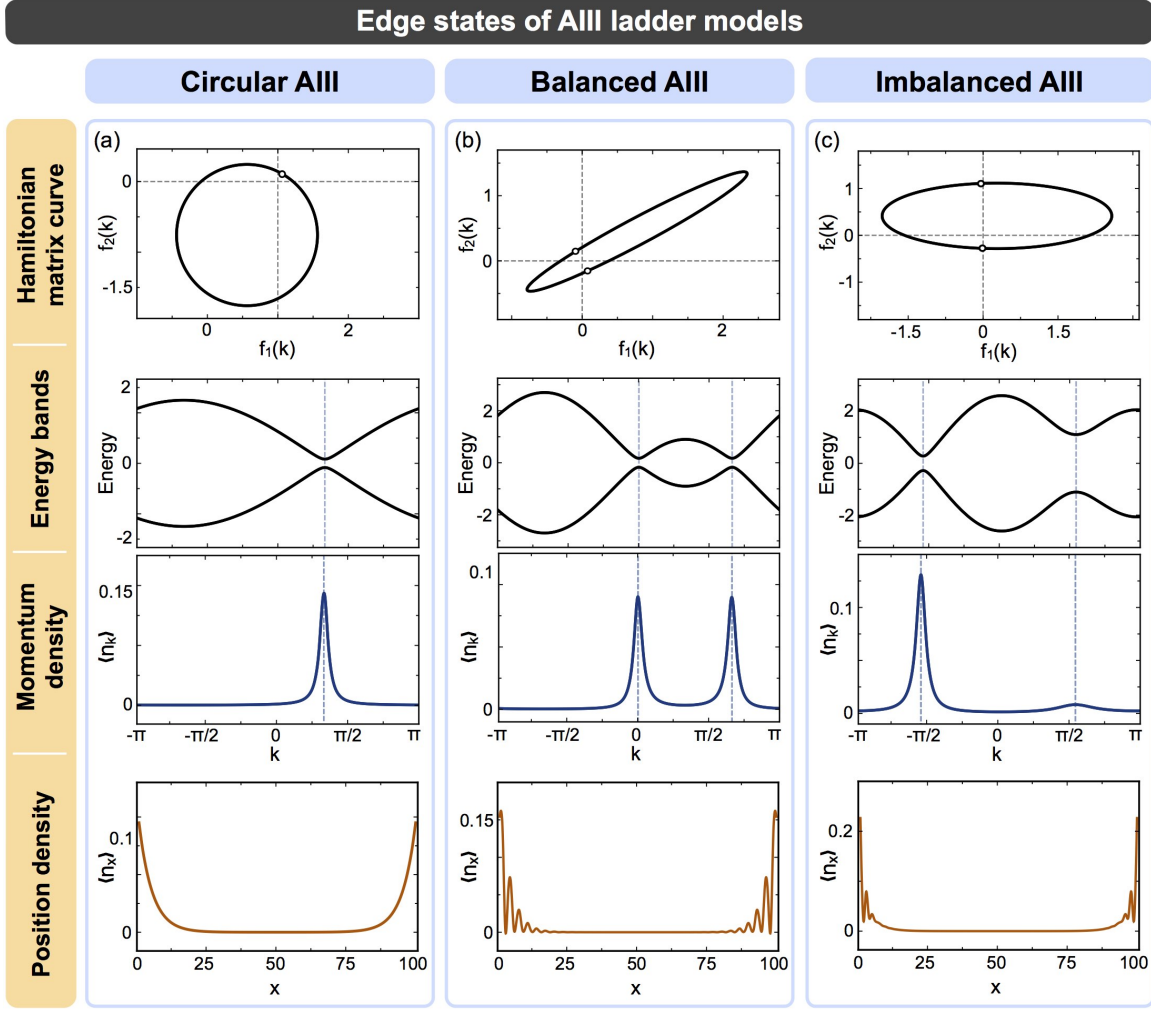 Edge states of AIII ladder models
Circular AIII
Balanced AIII
Imbalanced AIII
Hamiltonian
matrix curve
(a)
0
-1.5
f₂(k)
0
1
2
f₁(k)
(b)
1
0
f₂(k)
0
1
2
f₁(k)
(c)
1
0
-1
f₂(k)
-1.5
0
1.5
f₁(k)
Energy bands
2
0
-2
Energy
2
0
-2
Energy
2
0
-2
Energy
Momentum
density
0.15
0
⟨nₖ⟩
-π
-π/2
0
π/2
π
k
0.1
0
⟨nₖ⟩
-π
-π/2
0
π/2
π
k
0.1
0
⟨nₖ⟩
-π
-π/2
0
π/2
π
k
Position density
0.1
0
⟨nₓ⟩
0
25
50
75
100
x
0.15
0
⟨nₓ⟩
0
25
50
75
100
x
0.2
0
⟨nₓ⟩
0
25
50
75
100
x